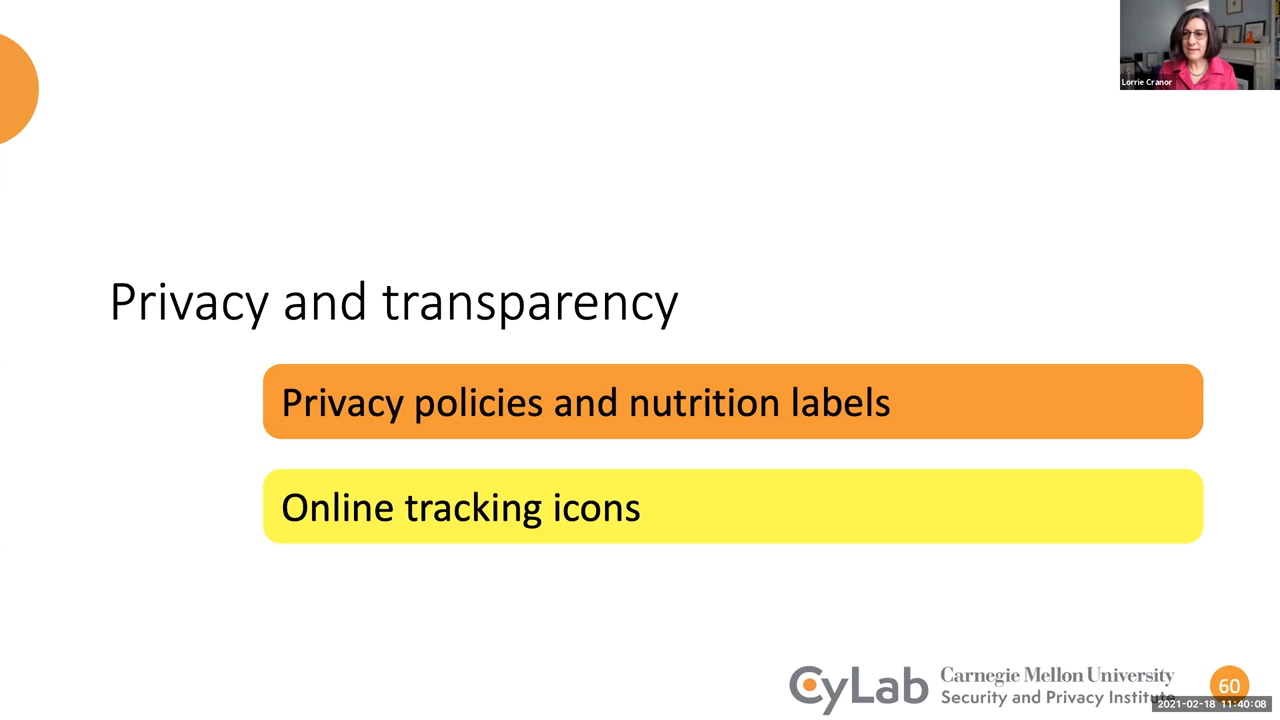 Lorrie Cranor
Privacy and transparency
Privacy policies and nutrition labels
Online tracking icons
CyLab
Carnegie Mellon University
Security and Privacy Institute
60
2021-02-18 11:40:08